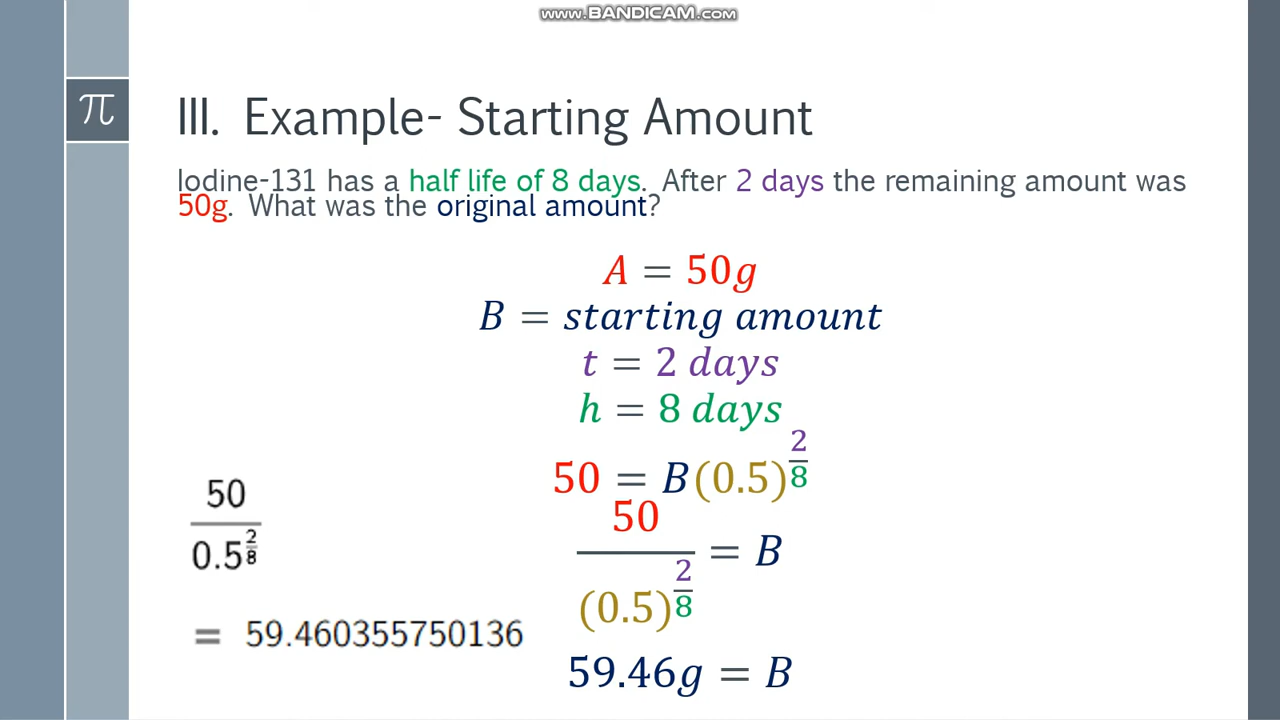 www.BANDICAM.com
π
III. Example- Starting Amount
Iodine-131 has a half life of 8 days. After 2 days the remaining amount was
50g. What was the original amount?
A = 50g
B = starting amount
t = 2 days
h = 8 days
50 = B(0.5)^(2/8)
50/(0.5)^(2/8) = B
50/0.5^(2/8)
= 59.460355750136
59.46g = B